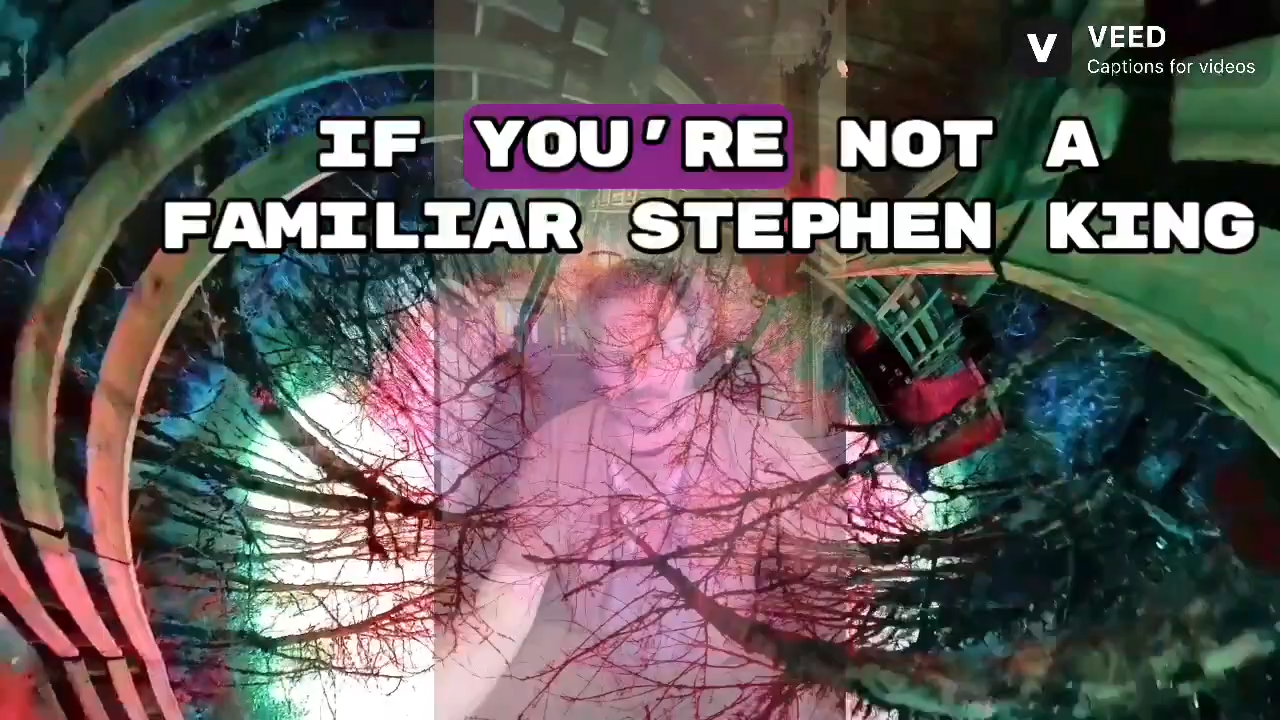 VEED
Captions for videos
IF YOU'RE NOT A
FAMILIAR STEPHEN KING